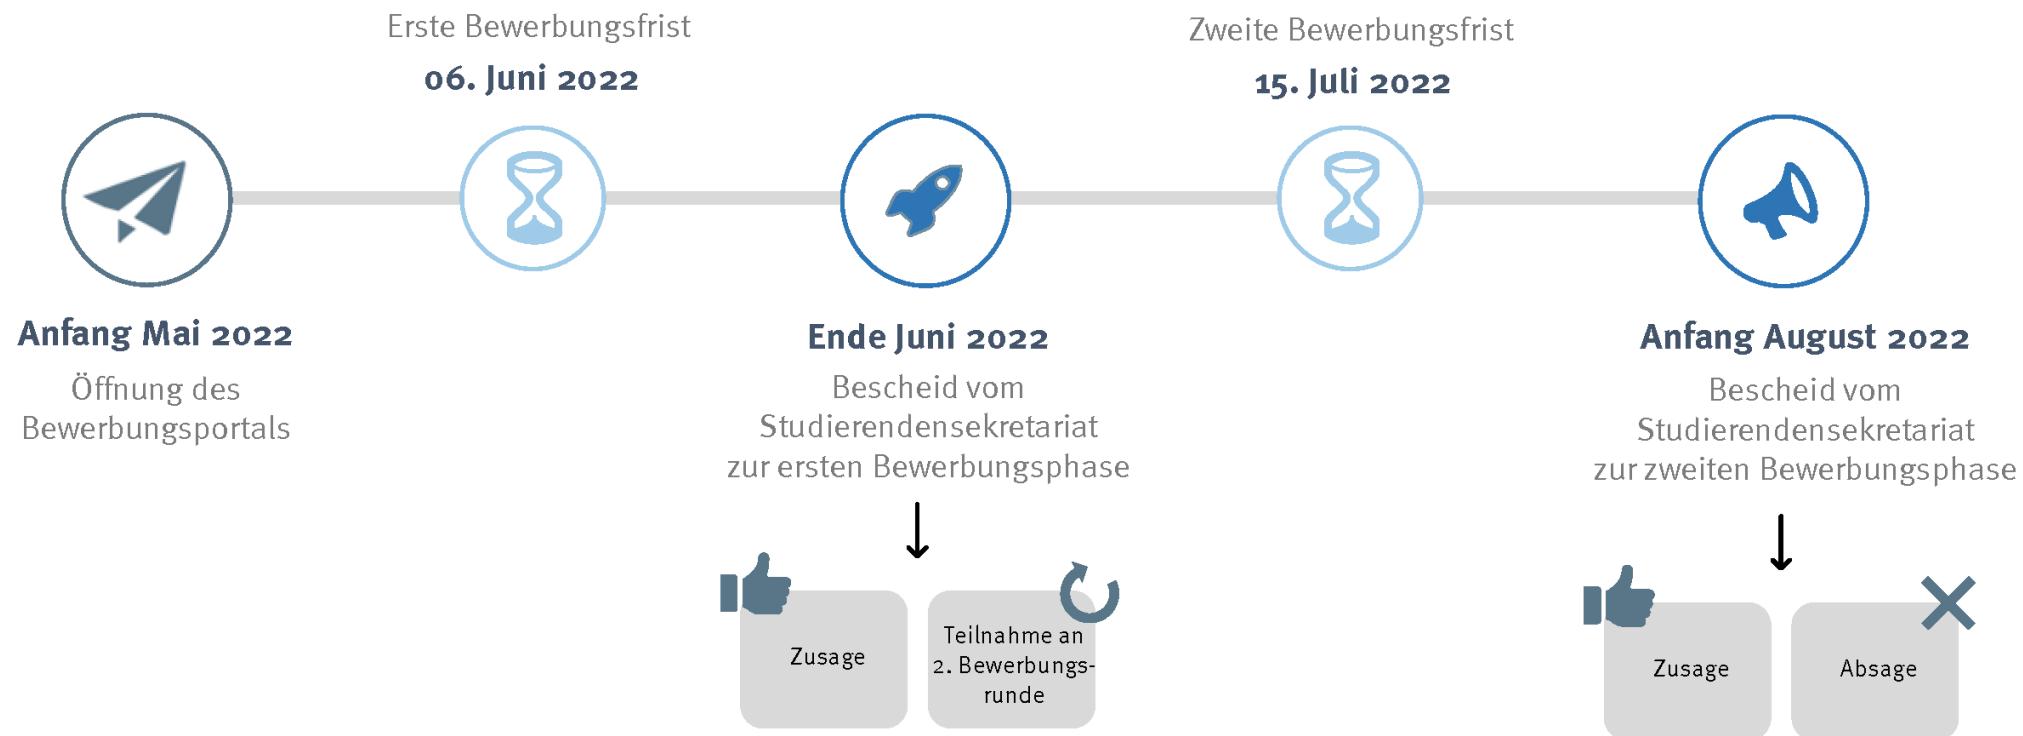 Erste Bewerbungsfrist
06. Juni 2022
Zweite Bewerbungsfrist
15. Juli 2022
Anfang Mai 2022
Öffnung des
Bewerbungsportals
Ende Juni 2022
Bescheid vom
Studierendensekretariat
zur ersten Bewerbungsphase
Zusage
Teilnahme an
2. Bewerbungs-
runde
Anfang August 2022
Bescheid vom
Studierendensekretariat
zur zweiten Bewerbungsphase
Zusage
Absage